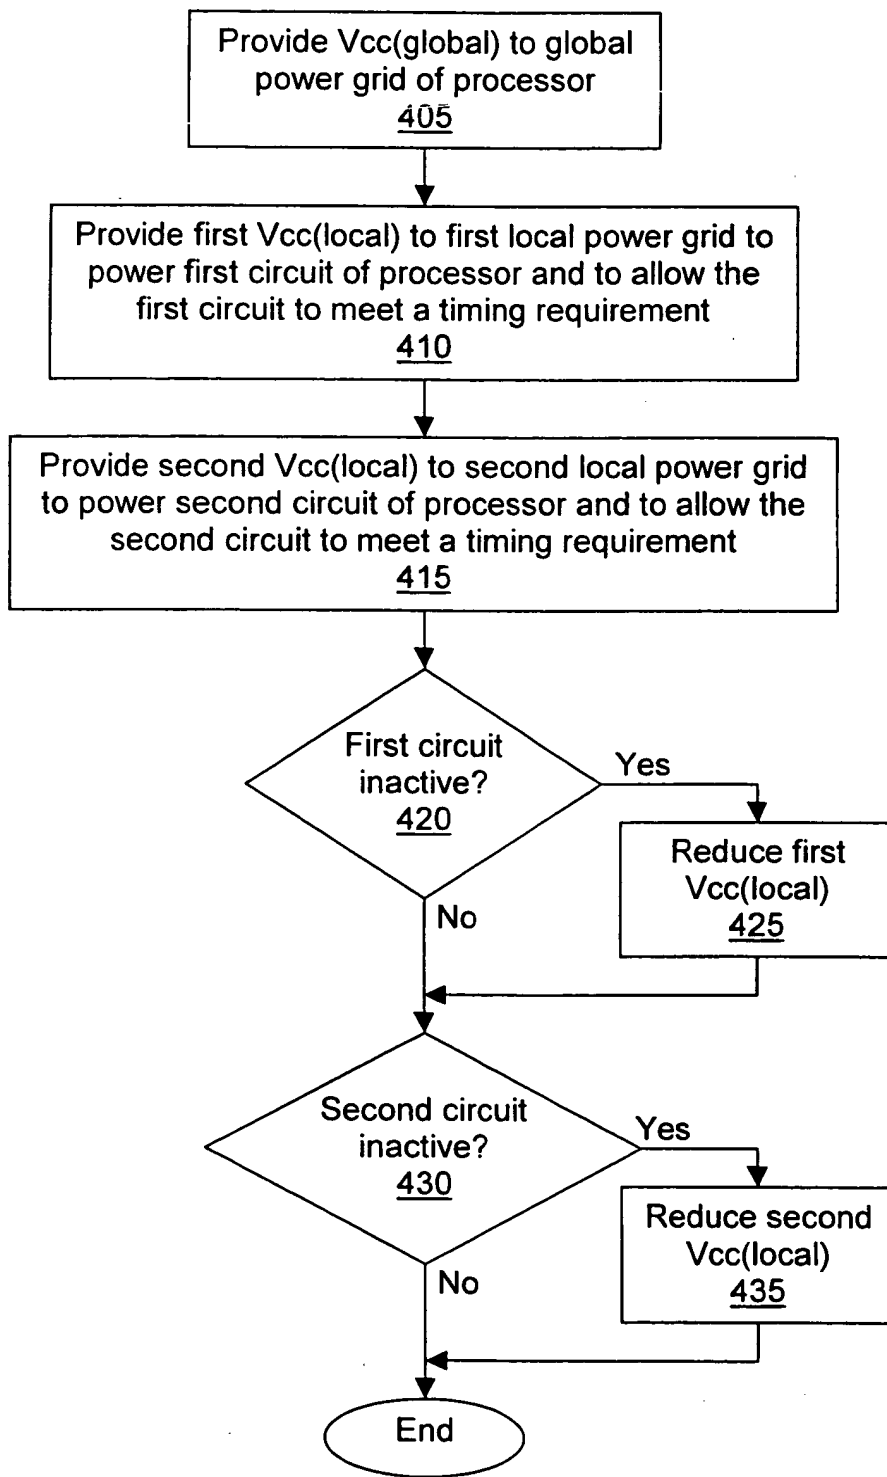 Provide Vcc(global) to global
power grid of processor
405
Provide first Vcc(local) to first local power grid to
power first circuit of processor and to allow the
first circuit to meet a timing requirement
410
Provide second Vcc(local) to second local power grid
to power second circuit of processor and to allow the
second circuit to meet a timing requirement
415
First circuit
inactive?
420
Yes
Reduce first
Vcc(local)
425
No
Second circuit
inactive?
430
Yes
Reduce second
Vcc(local)
435
No
End